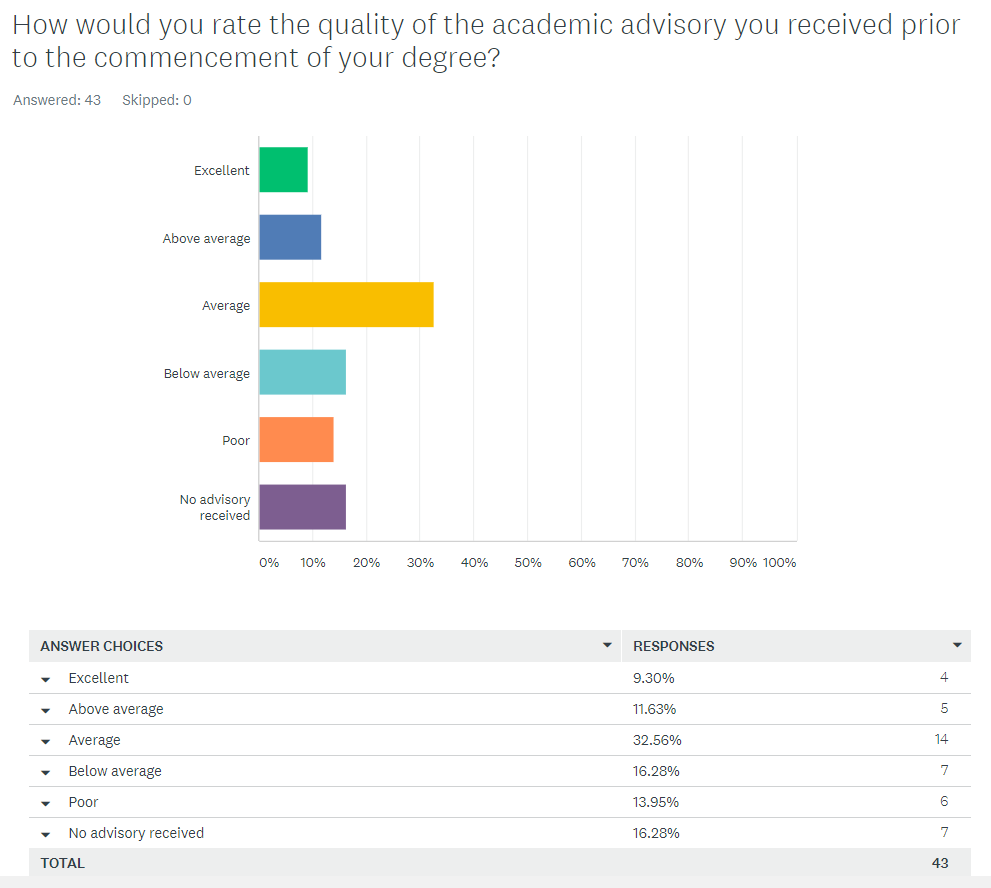 How would you rate the quality of the academic advisory you received prior
to the commencement of your degree?
Answered: 43 Skipped: 0
Excellent
Above average
Average
Below average
Poor
No advisory
received
0% 10% 20% 30% 40% 50% 60% 70% 80% 90% 100%
ANSWER CHOICES RESPONSES
Excellent 9.30% 4
Above average 11.63% 5
Average 32.56% 14
Below average 16.28% 7
Poor 13.95% 6
No advisory received 16.28% 7
TOTAL 43